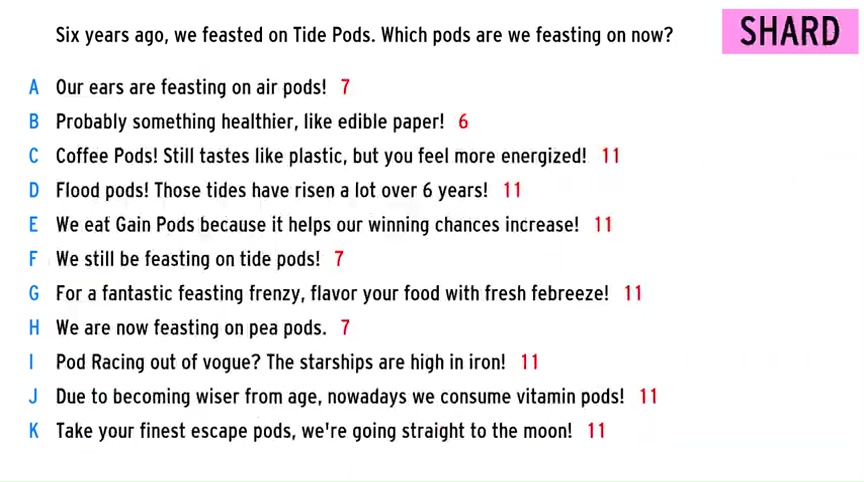 Six years ago, we feasted on Tide Pods. Which pods are we feasting on now?
SHARD
A Our ears are feasting on air pods! 7
B Probably something healthier, like edible paper! 6
C Coffee Pods! Still tastes like plastic, but you feel more energized! 11
D Flood pods! Those tides have risen a lot over 6 years! 11
E We eat Gain Pods because it helps our winning chances increase! 11
F We still be feasting on tide pods! 7
G For a fantastic feasting frenzy, flavor your food with fresh febreeze! 11
H We are now feasting on pea pods. 7
I Pod Racing out of vogue? The starships are high in iron! 11
J Due to becoming wiser from age, nowadays we consume vitamin pods! 11
K Take your finest escape pods, we're going straight to the moon! 11